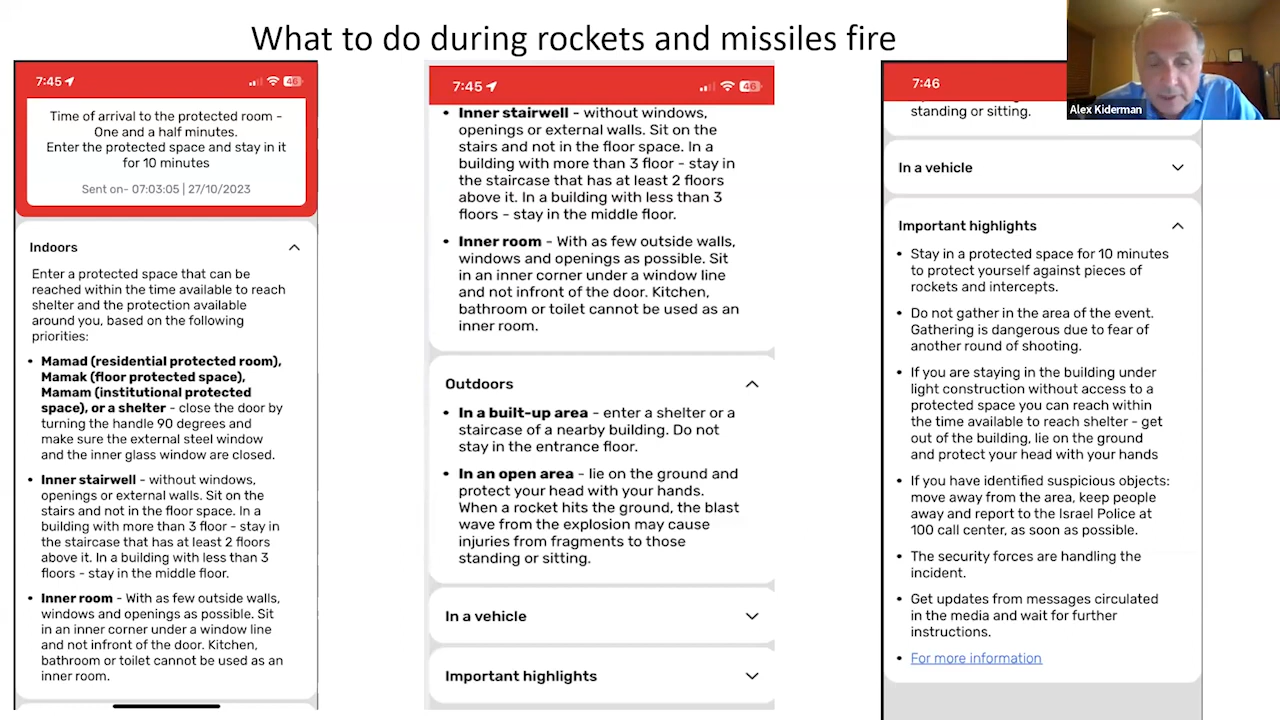 What to do during rockets and missiles fire
7:45
46
Time of arrival to the protected room -
One and a half minutes.
Enter the protected space and stay in it
for 10 minutes
Sent on- 07:03:05 | 27/10/2023
Indoors
Enter a protected space that can be
reached within the time available to reach
shelter and the protection available
around you, based on the following
priorities:
• Mamad (residential protected room),
Mamak (floor protected space),
Mamam (institutional protected
space), or a shelter - close the door by
turning the handle 90 degrees and
make sure the external steel window
and the inner glass window are closed.
• Inner stairwell - without windows,
openings or external walls. Sit on the
stairs and not in the floor space. In a
building with more than 3 floor - stay in
the staircase that has at least 2 floors
above it. In a building with less than 3
floors - stay in the middle floor.
• Inner room - With as few outside walls,
windows and openings as possible. Sit
in an inner corner under a window line
and not infront of the door. Kitchen,
bathroom or toilet cannot be used as an
inner room.
7:45
46
• Inner stairwell - without windows,
openings or external walls. Sit on the
stairs and not in the floor space. In a
building with more than 3 floor - stay in
the staircase that has at least 2 floors
above it. In a building with less than 3
floors - stay in the middle floor.
• Inner room - With as few outside walls,
windows and openings as possible. Sit
in an inner corner under a window line
and not infront of the door. Kitchen,
bathroom or toilet cannot be used as an
inner room.
Outdoors
• In a built-up area - enter a shelter or a
staircase of a nearby building. Do not
stay in the entrance floor.
• In an open area - lie on the ground and
protect your head with your hands.
When a rocket hits the ground, the blast
wave from the explosion may cause
injuries from fragments to those
standing or sitting.
In a vehicle
Important highlights
7:46
standing or sitting.
In a vehicle
Important highlights
• Stay in a protected space for 10 minutes
to protect yourself against pieces of
rockets and intercepts.
• Do not gather in the area of the event.
Gathering is dangerous due to fear of
another round of shooting.
• If you are staying in the building under
light construction without access to a
protected space you can reach within
the time available to reach shelter - get
out of the building, lie on the ground
and protect your head with your hands
• If you have identified suspicious objects:
move away from the area, keep people
away and report to the Israel Police at
100 call center, as soon as possible.
• The security forces are handling the
incident.
• Get updates from messages circulated
in the media and wait for further
instructions.
• For more information
Alex Kiderman